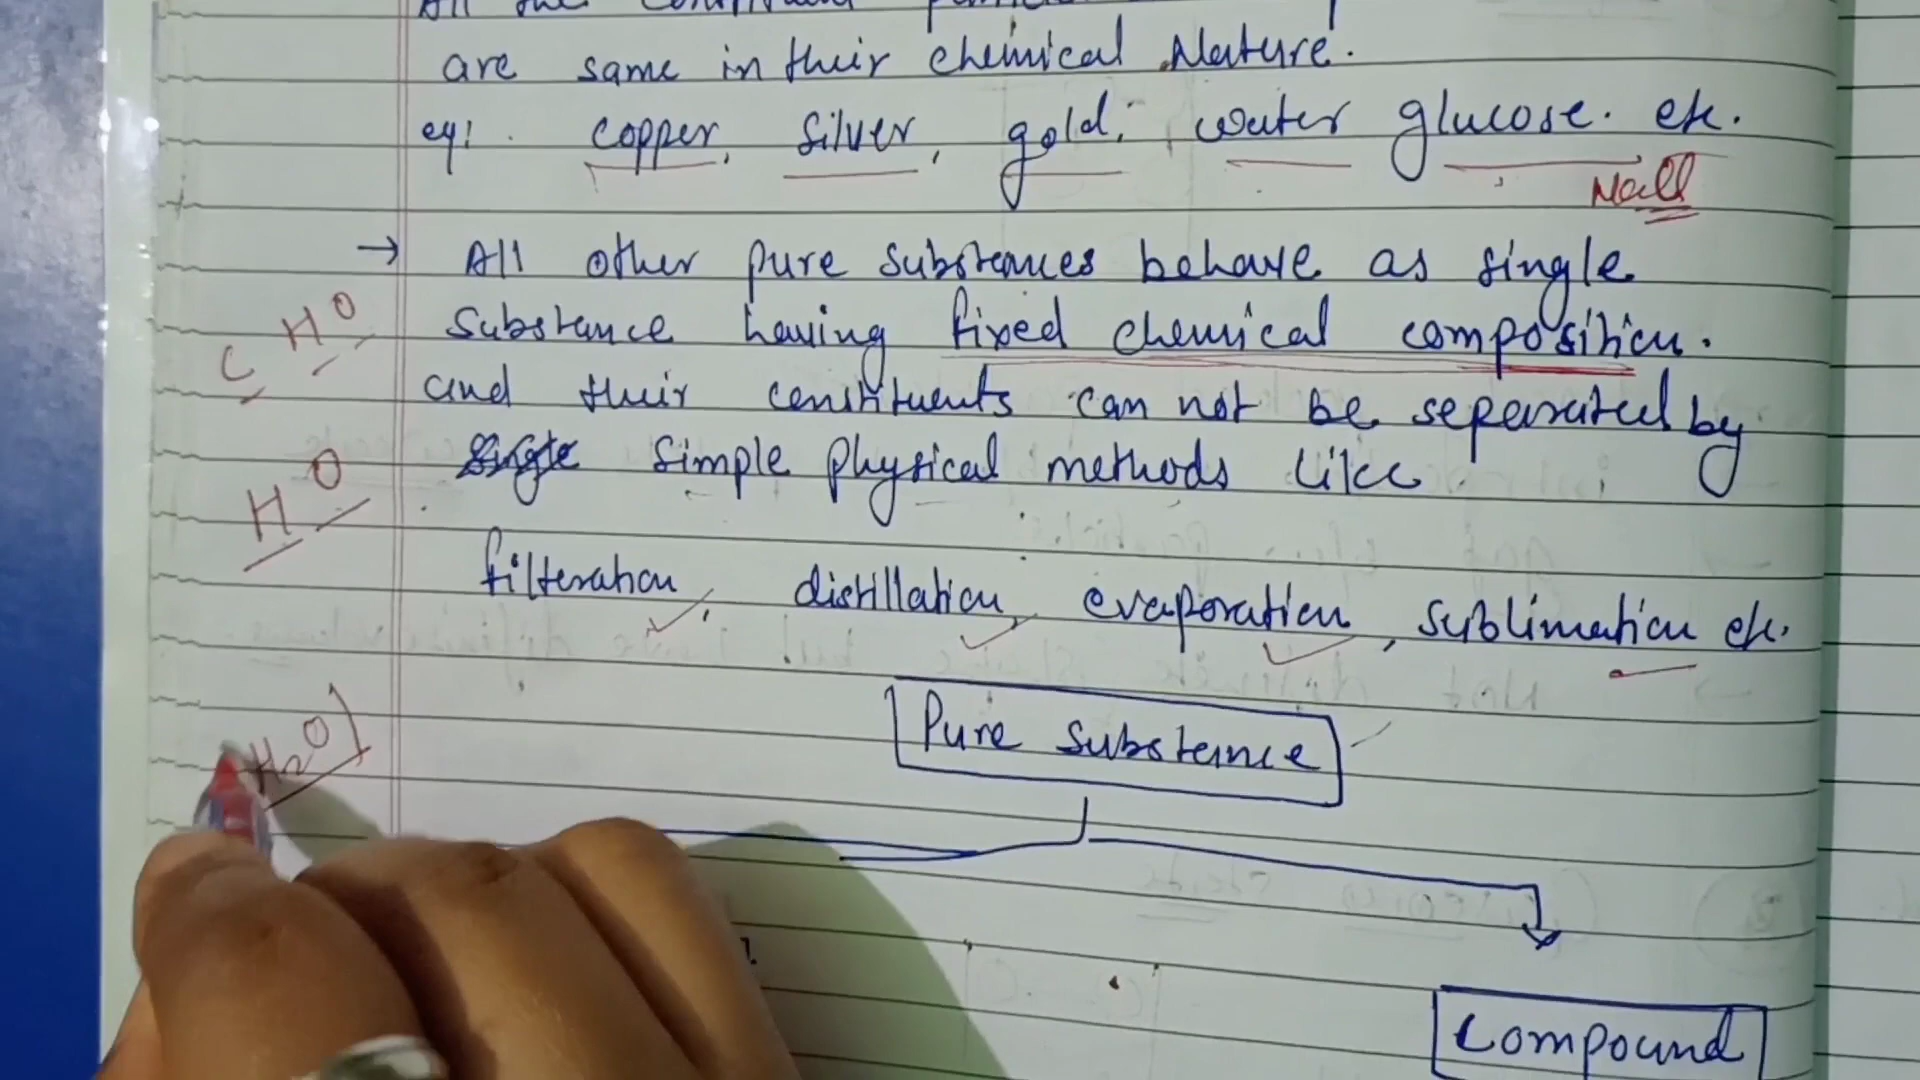 All the
are same in their chemical Nature.
eg: copper, silver, gold, water glucose. etc.
Nacl
→ All other pure substances behave as single
C H O
substance having fixed chemical composition.
and their constituents can not be separated by
H O
simple physical methods like
filteration, distillation, evaporation, sublimation etc.
H2O]
Pure Substance
Compound